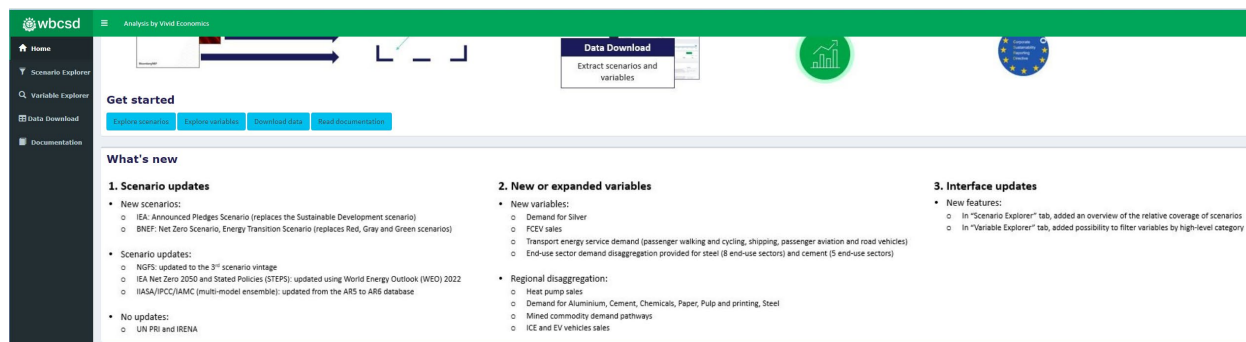 wbcsd
Analysis by Vivid Economics
Home
Scenario Explorer
Variable Explorer
Data Download
Documentation
Data Download
Extract scenarios and
variables
Corporate
Sustainability
Reporting
Directive
Get started
Explore scenarios
Explore variables
Download data
Read documentation
What's new
1. Scenario updates
• New scenarios:
o IEA: Announced Pledges Scenario (replaces the Sustainable Development scenario)
o BNEF: Net Zero Scenario, Energy Transition Scenario (replaces Red, Gray and Green scenarios)
• Scenario updates:
o NGFS: updated to the 3rd scenario vintage
o IEA Net Zero 2050 and Stated Policies (STEPS): updated using World Energy Outlook (WEO) 2022
o IIASA/IPCC/IAMC (multi-model ensemble): updated from the AR5 to AR6 database
• No updates:
o UN PRI and IRENA
2. New or expanded variables
• New variables:
o Demand for Silver
o FCEV sales
o Transport energy service demand (passenger walking and cycling, shipping, passenger aviation and road vehicles)
o End-use sector demand disaggregation provided for steel (8 end-use sectors) and cement (5 end-use sectors)
• Regional disaggregation:
o Heat pump sales
o Demand for Aluminium, Cement, Chemicals, Paper, Pulp and printing, Steel
o Mined commodity demand pathways
o ICE and EV vehicles sales
3. Interface updates
• New features:
o In "Scenario Explorer" tab, added an overview of the relative coverage of scenarios
o In "Variable Explorer" tab, added possibility to filter variables by high-level category